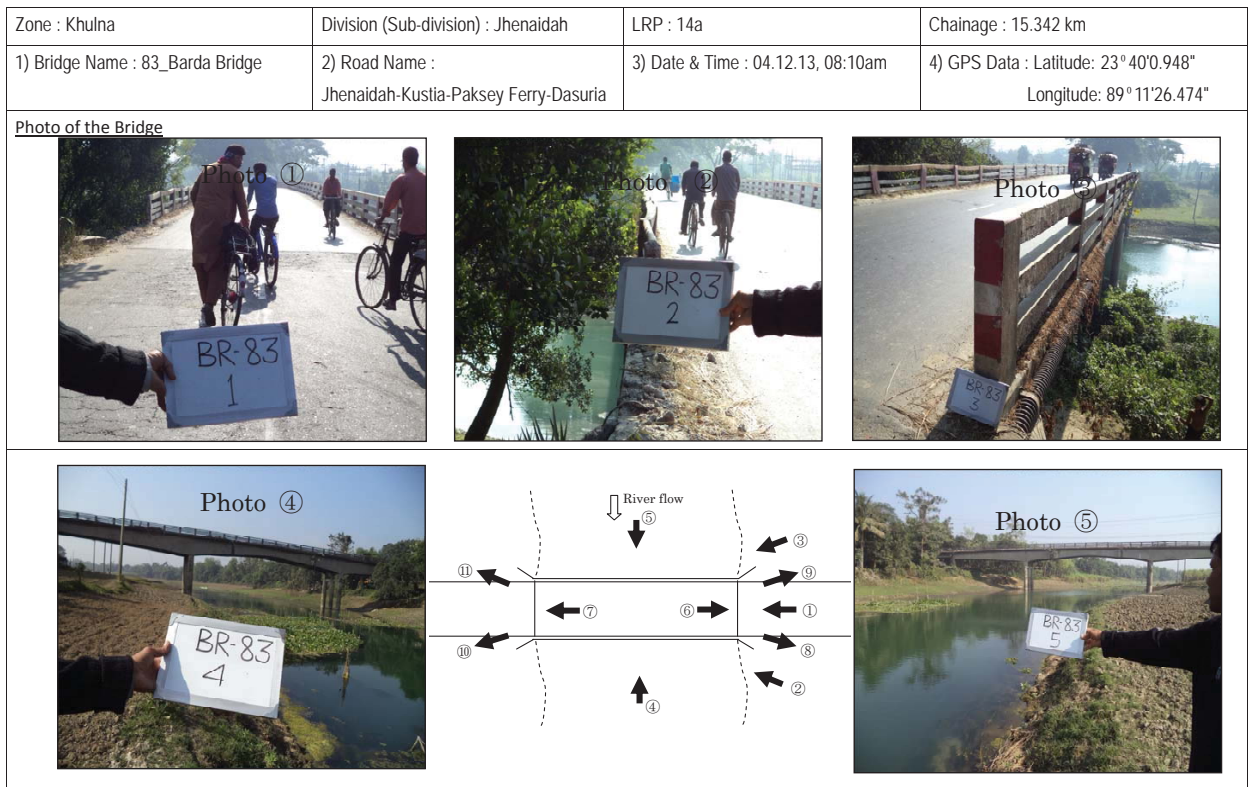 Zone : Khulna
Division (Sub-division) : Jhenaidah
LRP : 14a
Chainage : 15.342 km
1) Bridge Name : 83_Barda Bridge
2) Road Name :
Jhenaidah-Kustia-Paksey Ferry-Dasuria
3) Date & Time : 04.12.13, 08:10am
4) GPS Data : Latitude: 23⁰ 40'0.948"
Longitude: 89⁰ 11'26.474"
Photo of the Bridge
Photo ①
BR-83
1
Photo ②
BR-83
2
Photo ③
BR-83
3
Photo ④
BR-83
4
River flow
⑤
③
⑪
⑨
⑦
⑥
①
⑩
⑧
②
④
Photo ⑤
BR-83
5